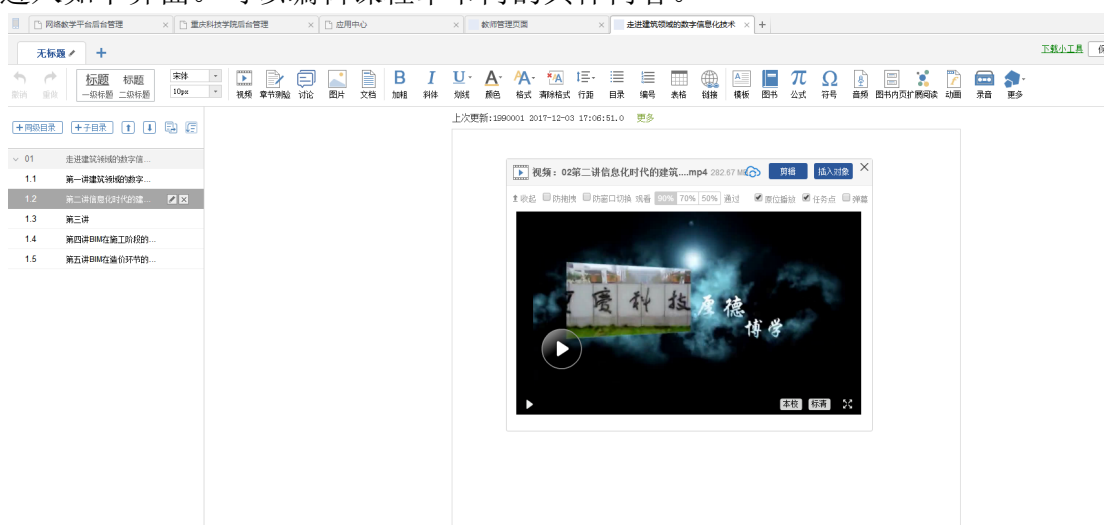 进入如下界面。可以编辑课程章节内的具体内容。
网络教学平台后台管理 × 重庆科技学院后台管理 × 应用中心 × 教师管理页面 × 走进建筑领域的数字信息化技术 × +
无标题 + 下载小工具 保
标题 标题 宋体
撤销 重做 一级标题 二级标题 10px 视频 章节测验 讨论 图片 文档 加粗 斜体 划线 颜色 格式 清除格式 行距 目录 编号 表格 链接 模板 图书 公式 符号 音频 图书内页扩展阅读 动画 录音 更多
上次更新:1990001 2017-12-03 17:06:51.0 更多
+同级目录 +子目录
01 走进建筑领域的数字信...
1.1 第一讲建筑领域的数字...
1.2 第二讲信息化时代的建...
1.3 第三讲
1.4 第四讲BIM在施工阶段的...
1.5 第五讲BIM在造价环节的...
视频：02第二讲信息化时代的建筑....mp4 282.67 MB 剪辑 插入对象 ×
收起 防拖拽 防窗口切换 观看 90% 70% 50% 通过 原位播放 任务点 弹幕
庆科技 厚德
博学
本校 标清